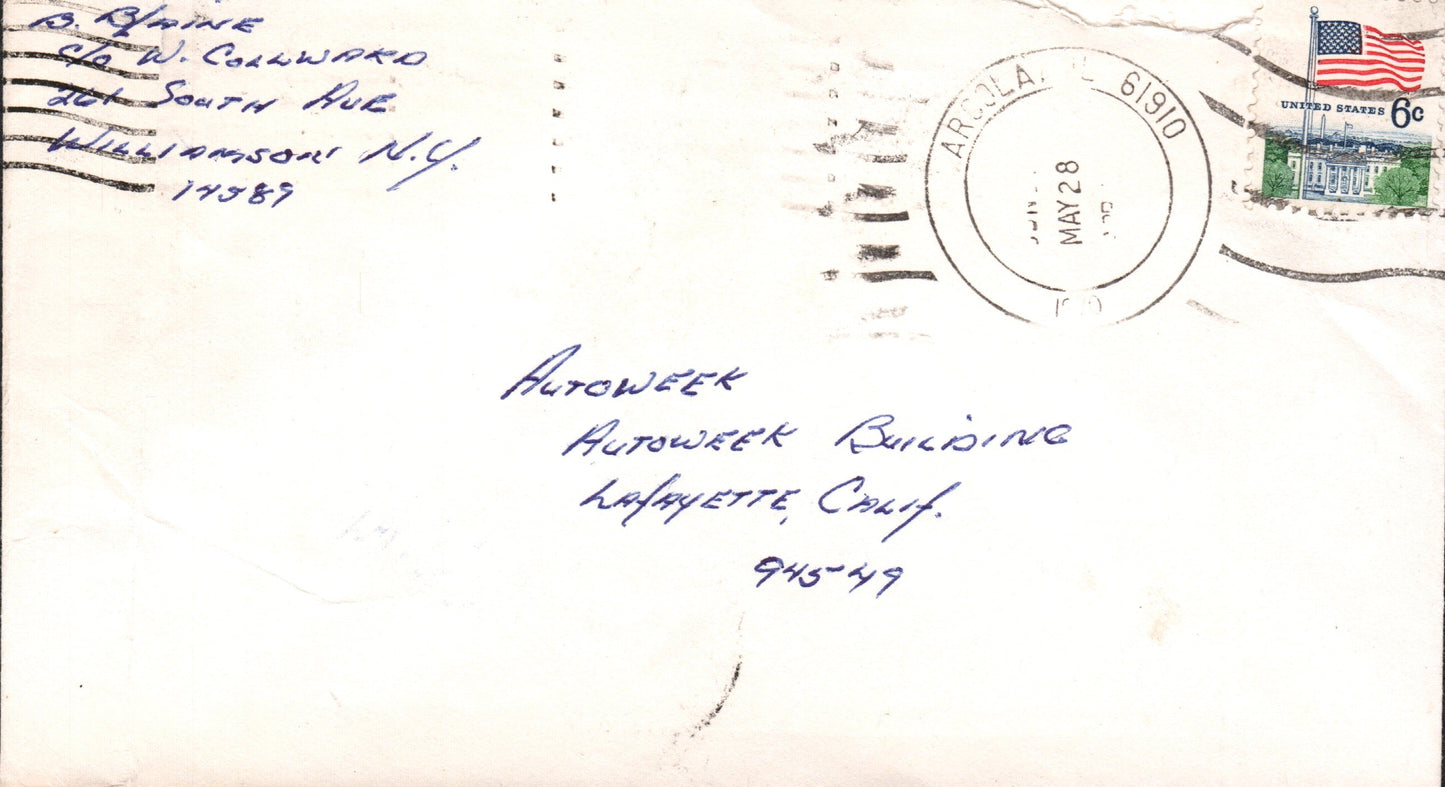 B. Blaine
c/o W. Collward
261 South Ave
Williamson N.Y.
14589
ARCOLA, IL 61910
MAY 28
UNITED STATES 6c
Autoweek
Autoweek Building
Lafayette, Calif.
94549